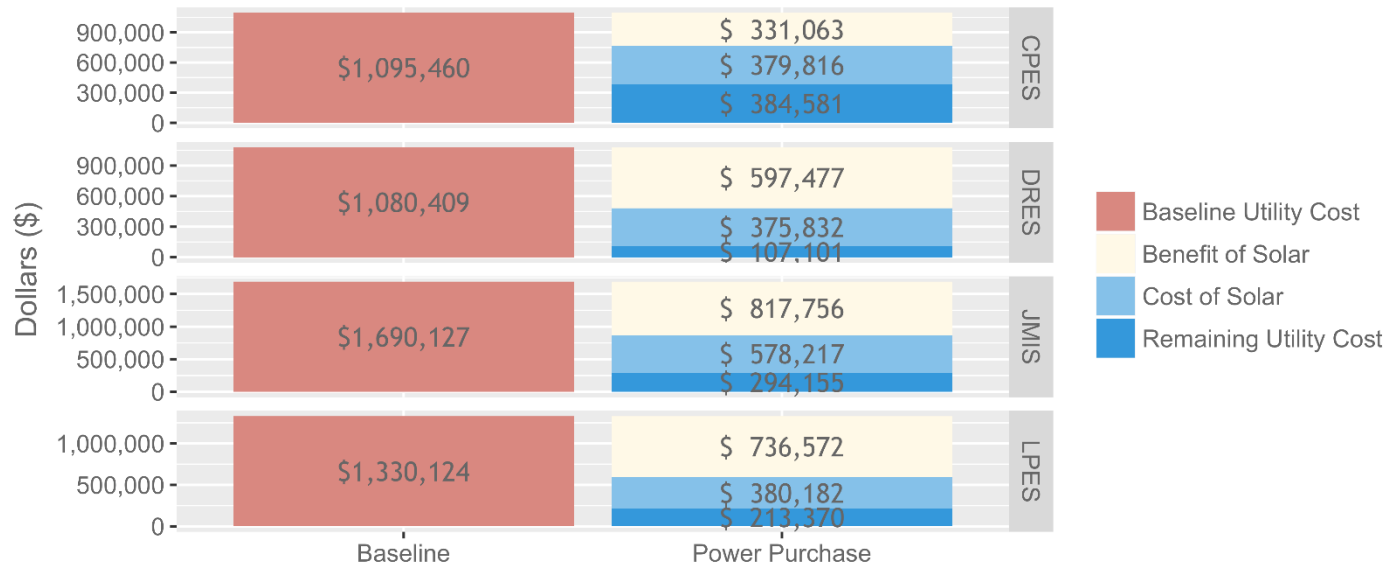 Dollars ($)
900,000
600,000
300,000
0
$1,095,460
$ 331,063
$ 379,816
$ 384,581
CPES
900,000
600,000
300,000
0
$1,080,409
$ 597,477
$ 375,832
$ 107,101
DRES
1,500,000
1,000,000
500,000
0
$1,690,127
$ 817,756
$ 578,217
$ 294,155
JMIS
1,000,000
500,000
0
$1,330,124
$ 736,572
$ 380,182
$ 213,370
LPES
Baseline
Power Purchase
Baseline Utility Cost
Benefit of Solar
Cost of Solar
Remaining Utility Cost